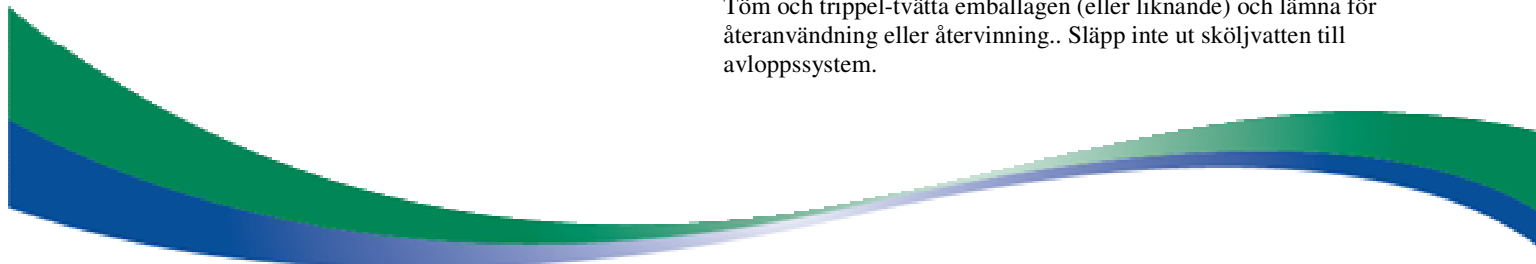 Töm och trippel-tvätta emballagen (eller liknande) och lämna för
återanvändning eller återvinning.. Släpp inte ut sköljvatten till
avloppssystem.